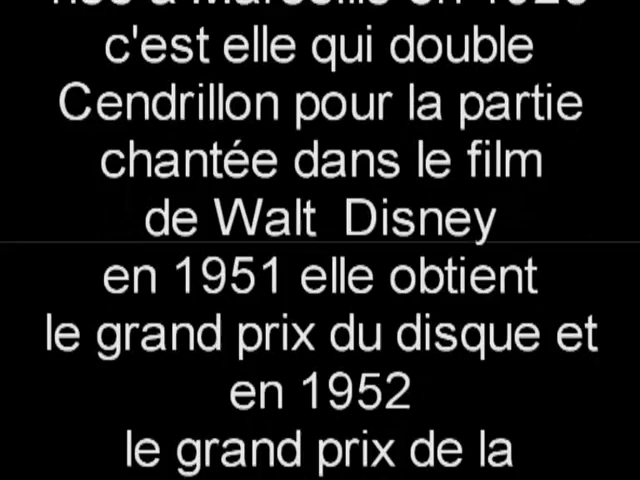 c'est elle qui double
Cendrillon pour la partie
chantée dans le film
de Walt  Disney
en 1951 elle obtient
le grand prix du disque et
en 1952
le grand prix de la